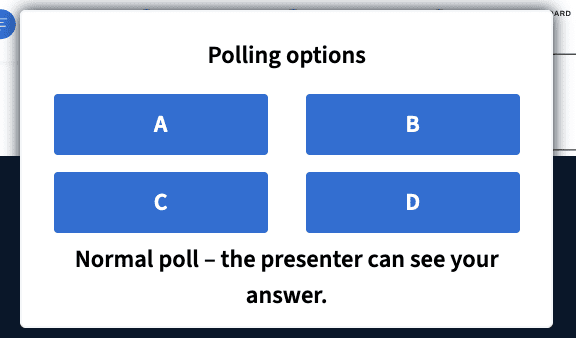 ARD
Polling options
A B
C D
Normal poll – the presenter can see your
answer.